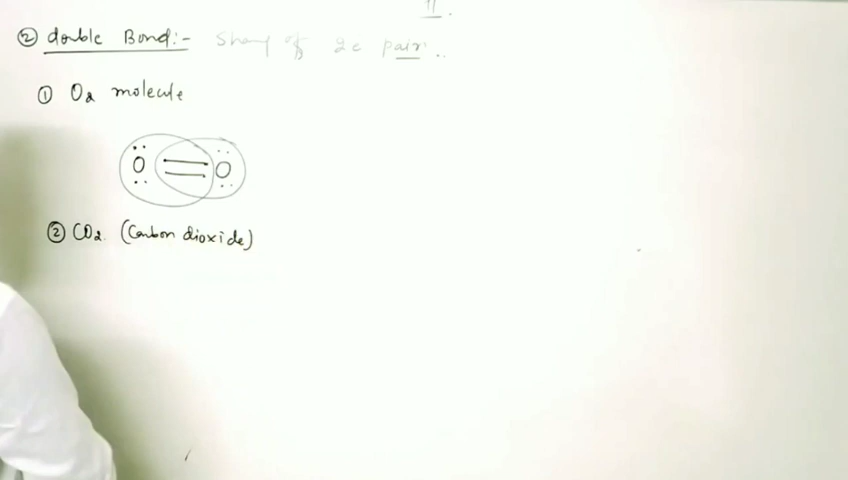 ② double Bond:- Sharing of 2e pair..
① O₂ molecule
O = O
② CO₂. (Carbon dioxide)